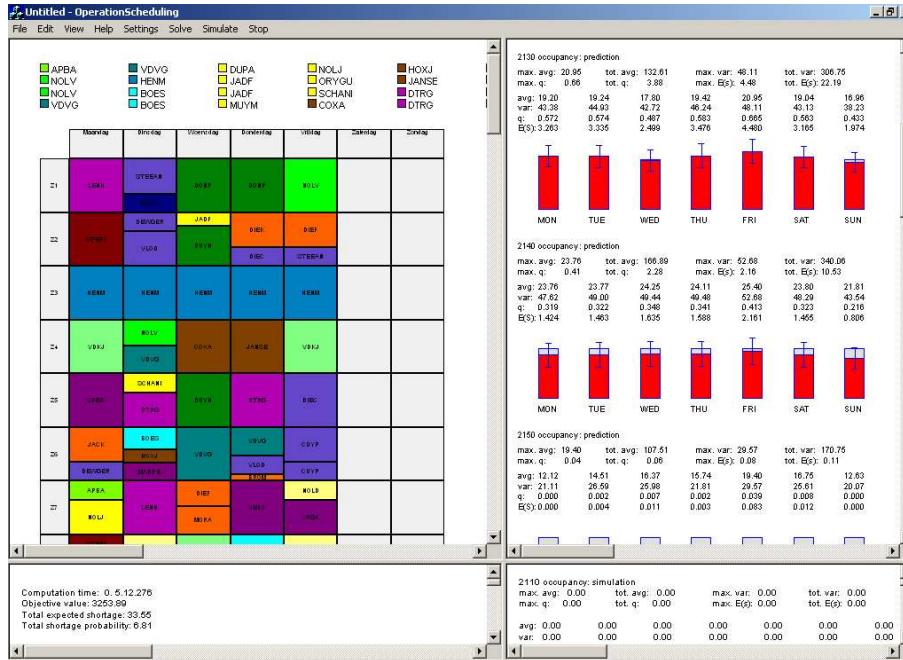 Untitled - OperationScheduling
File Edit View Help Settings Solve Simulate Stop
APBA VDVG DUPA NOLJ HOXJ
NOLV HENM JADF ORYGU JANSE
NOLV BOES JADF SCHANI DTRG
VDVG BOES MUYM COXA DTRG
Maandag Dinsdag Woensdag Donderdag Vrijdag Zaterdag Zondag
Z1 NOLV
Z2 JADF DIEF
VLOD DIEC STEEAM
Z3 HENM HENM HENM HENM HENM
Z4 VDKJ NOLV COXA JANSE VDKJ
VDVG
Z5 SCHANI DTRG DIEC
DTRG
Z6 JACK BOES VDVG VDVG CDYP
HOXJ VLOD CDYP
Z7 APBA LENH DIEF NOLD
NOLJ MOKA
2130 occupancy: prediction
max. avg: 20.95 tot. avg: 132.61 max. var: 48.11 tot. var: 306.75
max. q: 0.66 tot. q: 3.88 max. E(s): 4.48 tot. E(s): 22.19
avg: 19.20 19.24 17.80 19.42 20.95 19.04 16.96
var: 43.38 44.93 42.72 46.24 48.11 43.13 38.23
q: 0.572 0.574 0.487 0.583 0.665 0.563 0.433
E(S): 3.263 3.335 2.499 3.476 4.480 3.165 1.974
MON TUE WED THU FRI SAT SUN
2140 occupancy: prediction
max. avg: 23.76 tot. avg: 166.89 max. var: 52.68 tot. var: 340.06
max. q: 0.41 tot. q: 2.28 max. E(s): 2.16 tot. E(s): 10.53
avg: 23.76 23.77 24.25 24.11 25.40 23.80 21.81
var: 47.62 49.00 49.44 49.48 52.68 48.29 43.54
q: 0.319 0.322 0.348 0.341 0.413 0.323 0.216
E(S): 1.424 1.463 1.635 1.588 2.161 1.455 0.806
MON TUE WED THU FRI SAT SUN
2150 occupancy: prediction
max. avg: 19.40 tot. avg: 107.51 max. var: 29.57 tot. var: 170.75
max. q: 0.04 tot. q: 0.06 max. E(s): 0.08 tot. E(s): 0.11
avg: 12.12 14.51 16.37 15.74 19.40 16.75 12.63
var: 21.11 26.59 25.98 21.81 29.57 25.61 20.07
q: 0.000 0.002 0.007 0.002 0.039 0.008 0.000
E(S): 0.000 0.004 0.011 0.003 0.083 0.012 0.000
Computation time: 0. 5.12.276
Objective value: 3253.89
Total expected shortage: 33.55
Total shortage probability: 6.81
2110 occupancy: simulation
max. avg: 0.00 tot. avg: 0.00 max. var: 0.00 tot. var: 0.00
max. q: 0.00 tot. q: 0.00 max. E(s): 0.00 tot. E(s): 0.00
avg: 0.00 0.00 0.00 0.00 0.00 0.00 0.00
var: 0.00 0.00 0.00 0.00 0.00 0.00 0.00